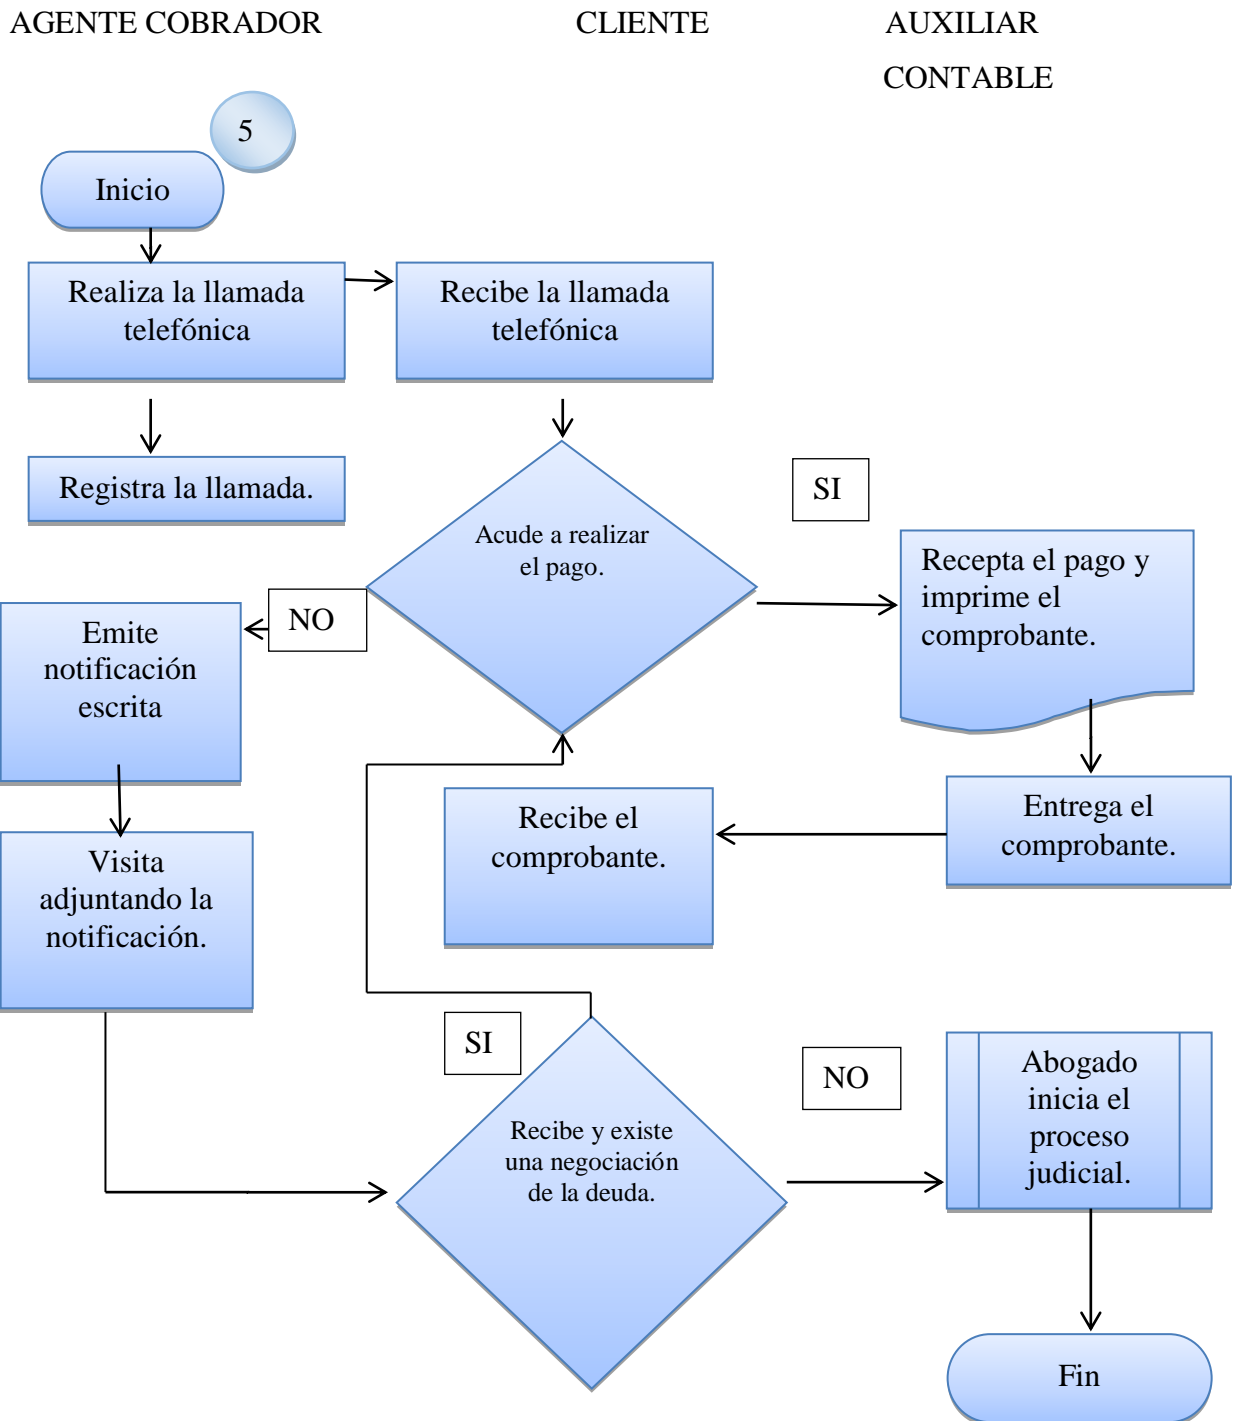 AGENTE COBRADOR
CLIENTE
AUXILIAR
CONTABLE
5
Inicio
Realiza la llamada
telefónica
Recibe la llamada
telefónica
Registra la llamada.
Acude a realizar
el pago.
SI
Recepta el pago y
imprime el
comprobante.
NO
Emite
notificación
escrita
Visita
adjuntando la
notificación.
Recibe el
comprobante.
Entrega el
comprobante.
SI
Recibe y existe
una negociación
de la deuda.
NO
Abogado
inicia el
proceso
judicial.
Fin